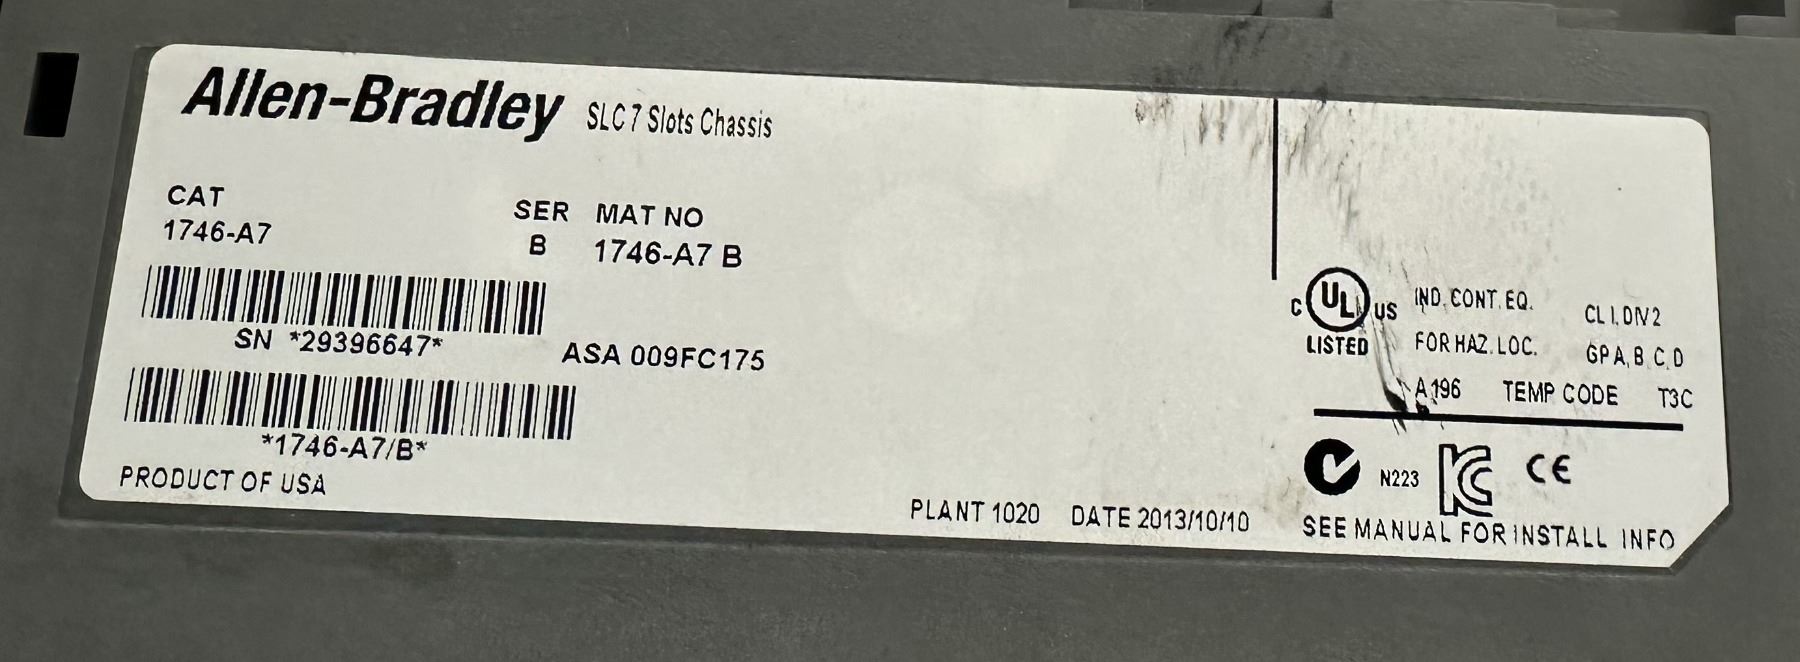 Allen-Bradley SLC 7 Slots Chassis
CAT SER MAT NO
1746-A7 B 1746-A7 B
SN *29396647*
ASA 009FC175
*1746-A7/B*
PRODUCT OF USA
PLANT 1020 DATE 2013/10/10
C UL US LISTED
IND. CONT. EQ. CL I, DIV 2
FOR HAZ. LOC. GP A, B, C, D
A196 TEMP CODE T3C
N223 KC CE
SEE MANUAL FOR INSTALL INFO